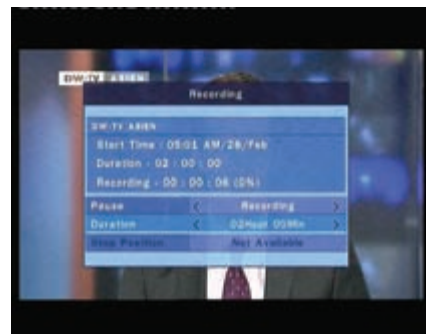 DW-TV ASIEN
Recording
DW-TV ASIEN
Start Time : 05:01 AM/28/Feb
Duration - 02 : 00 : 00
Recording - 00 : 00 : 08 (0%)
Pause < Recording >
Duration < 02Hour 00Min >
Stop Position Not Available